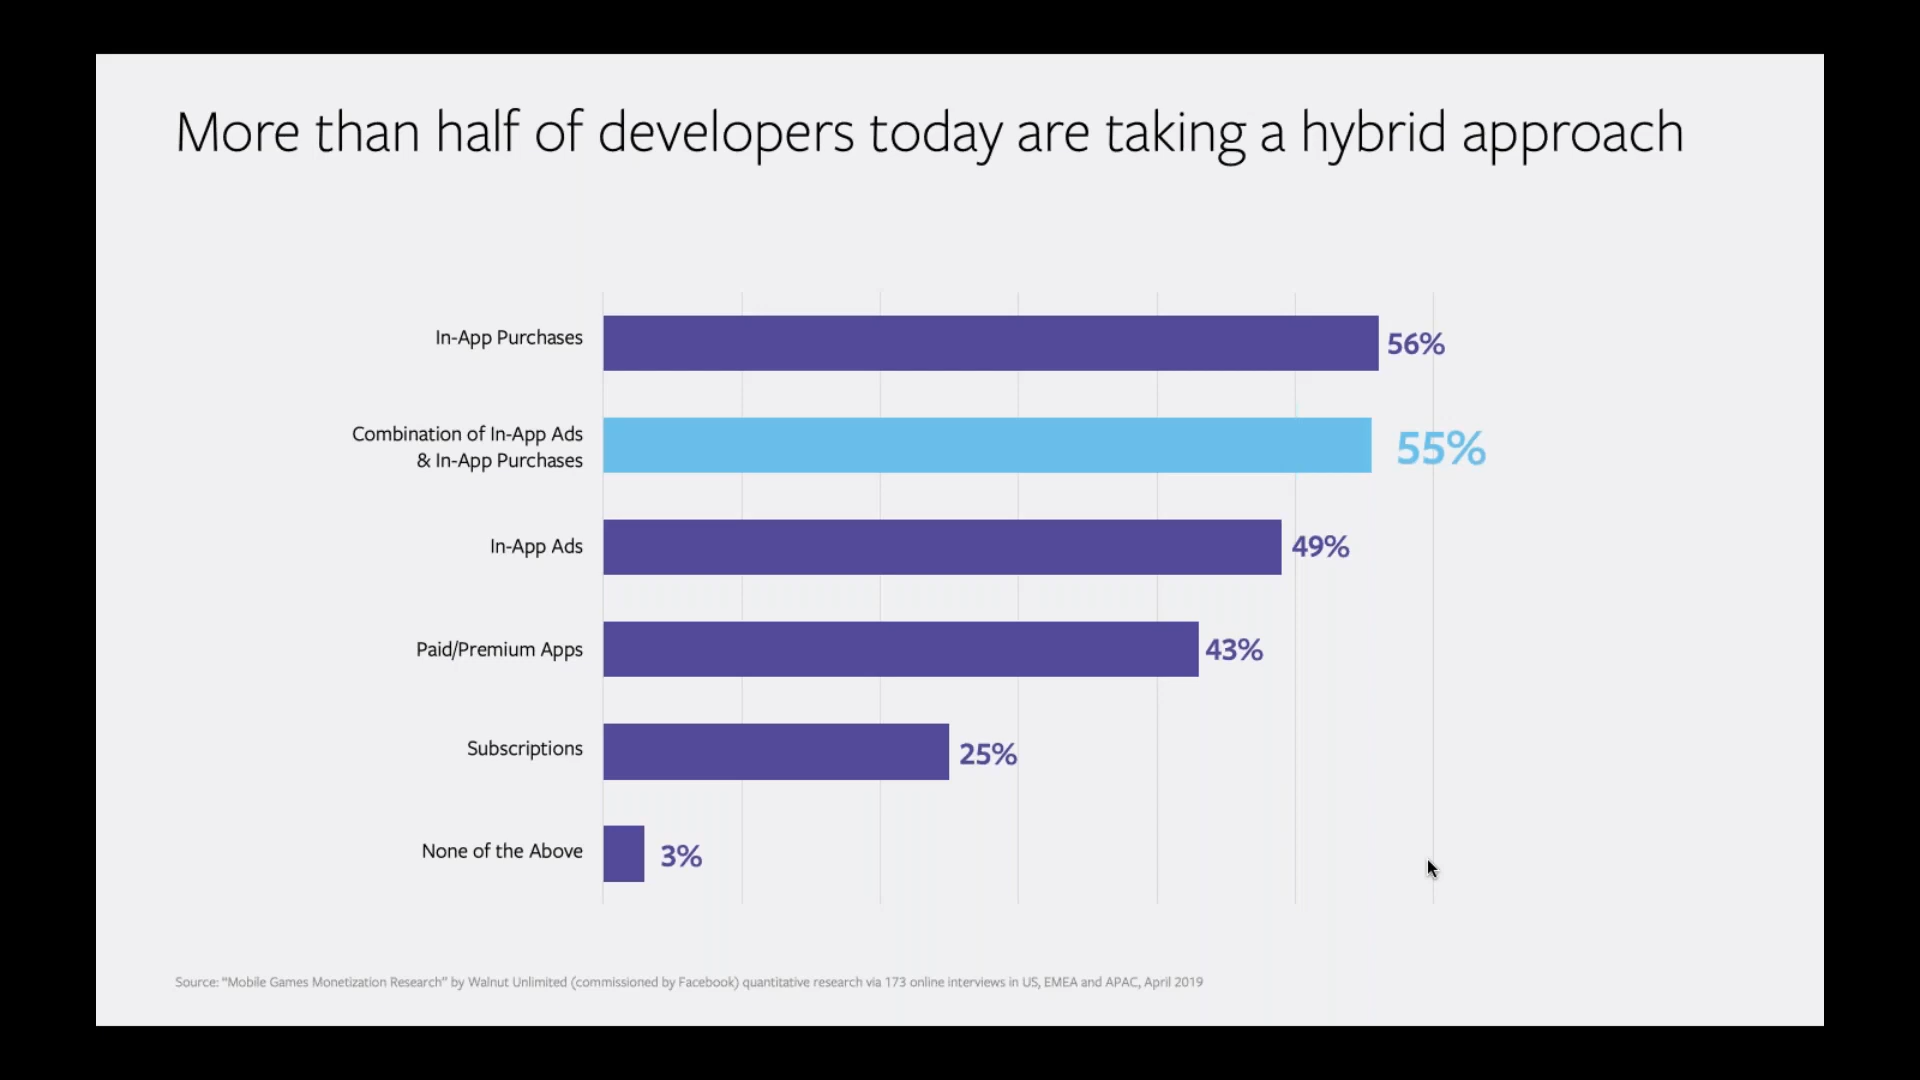 More than half of developers today are taking a hybrid approach
In-App Purchases
56%
Combination of In-App Ads
& In-App Purchases
55%
In-App Ads
49%
Paid/Premium Apps
43%
Subscriptions
25%
None of the Above
3%
Source: “Mobile Games Monetization Research” by Walnut Unlimited (commissioned by Facebook) quantitative research via 173 online interviews in US, EMEA and APAC, April 2019